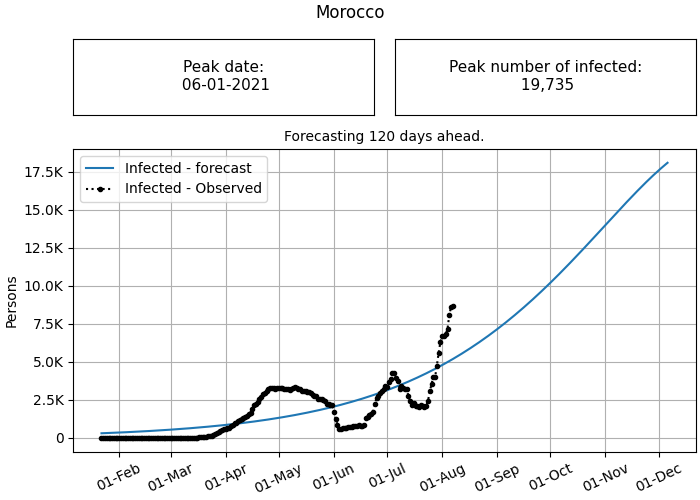 Morocco
Peak date:
06-01-2021
Peak number of infected:
19,735
Forecasting 120 days ahead.
Infected - forecast
Infected - Observed
Persons
17.5K
15.0K
12.5K
10.0K
7.5K
5.0K
2.5K
0
01-Feb
01-Mar
01-Apr
01-May
01-Jun
01-Jul
01-Aug
01-Sep
01-Oct
01-Nov
01-Dec